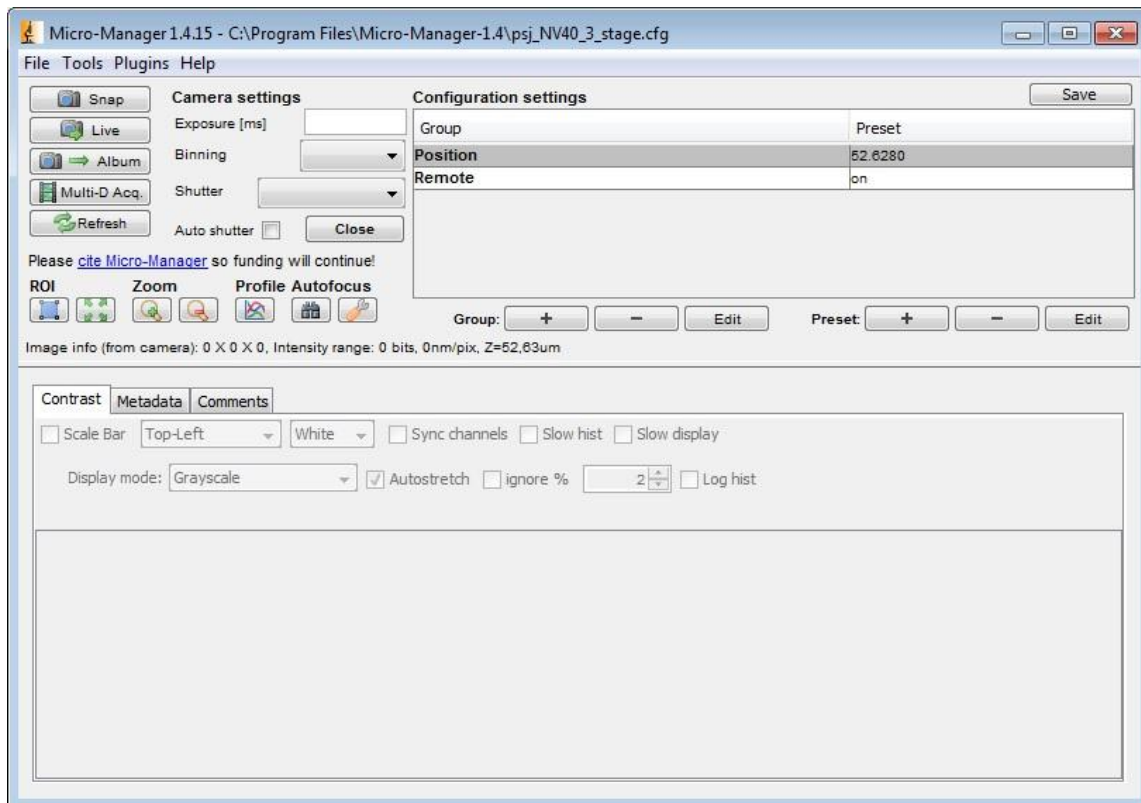 Micro-Manager 1.4.15 - C:\Program Files\Micro-Manager-1.4\psj_NV40_3_stage.cfg
File Tools Plugins Help
Snap
Live
Album
Multi-D Acq.
Refresh
Camera settings
Exposure [ms]
Binning
Shutter
Auto shutter
Close
Configuration settings
Save
Group Preset
Position 52.6280
Remote on
Please cite Micro-Manager so funding will continue!
ROI Zoom Profile Autofocus
Group: + − Edit Preset: + − Edit
Image info (from camera): 0 X 0 X 0, Intensity range: 0 bits, 0nm/pix, Z=52,63um
Contrast Metadata Comments
Scale Bar Top-Left White Sync channels Slow hist Slow display
Display mode: Grayscale Autostretch ignore % 2 Log hist